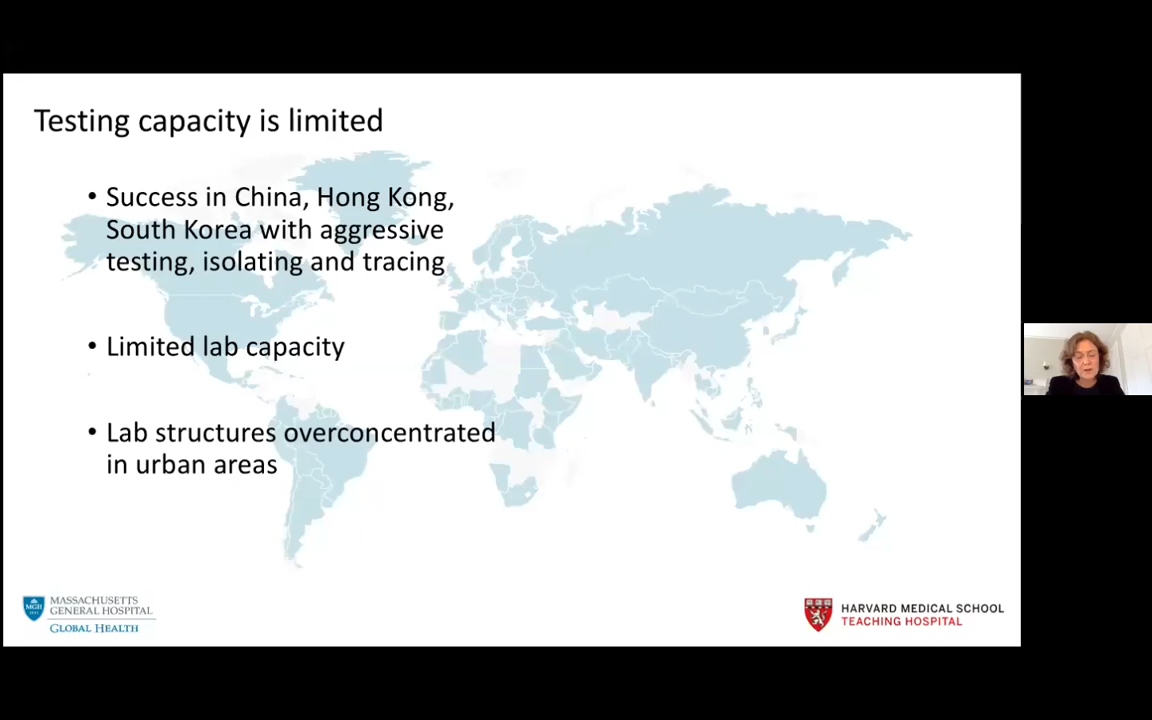 Testing capacity is limited
• Success in China, Hong Kong,
South Korea with aggressive
testing, isolating and tracing
• Limited lab capacity
• Lab structures overconcentrated
in urban areas
MGH
MASSACHUSETTS
GENERAL HOSPITAL
GLOBAL HEALTH
HARVARD MEDICAL SCHOOL
TEACHING HOSPITAL